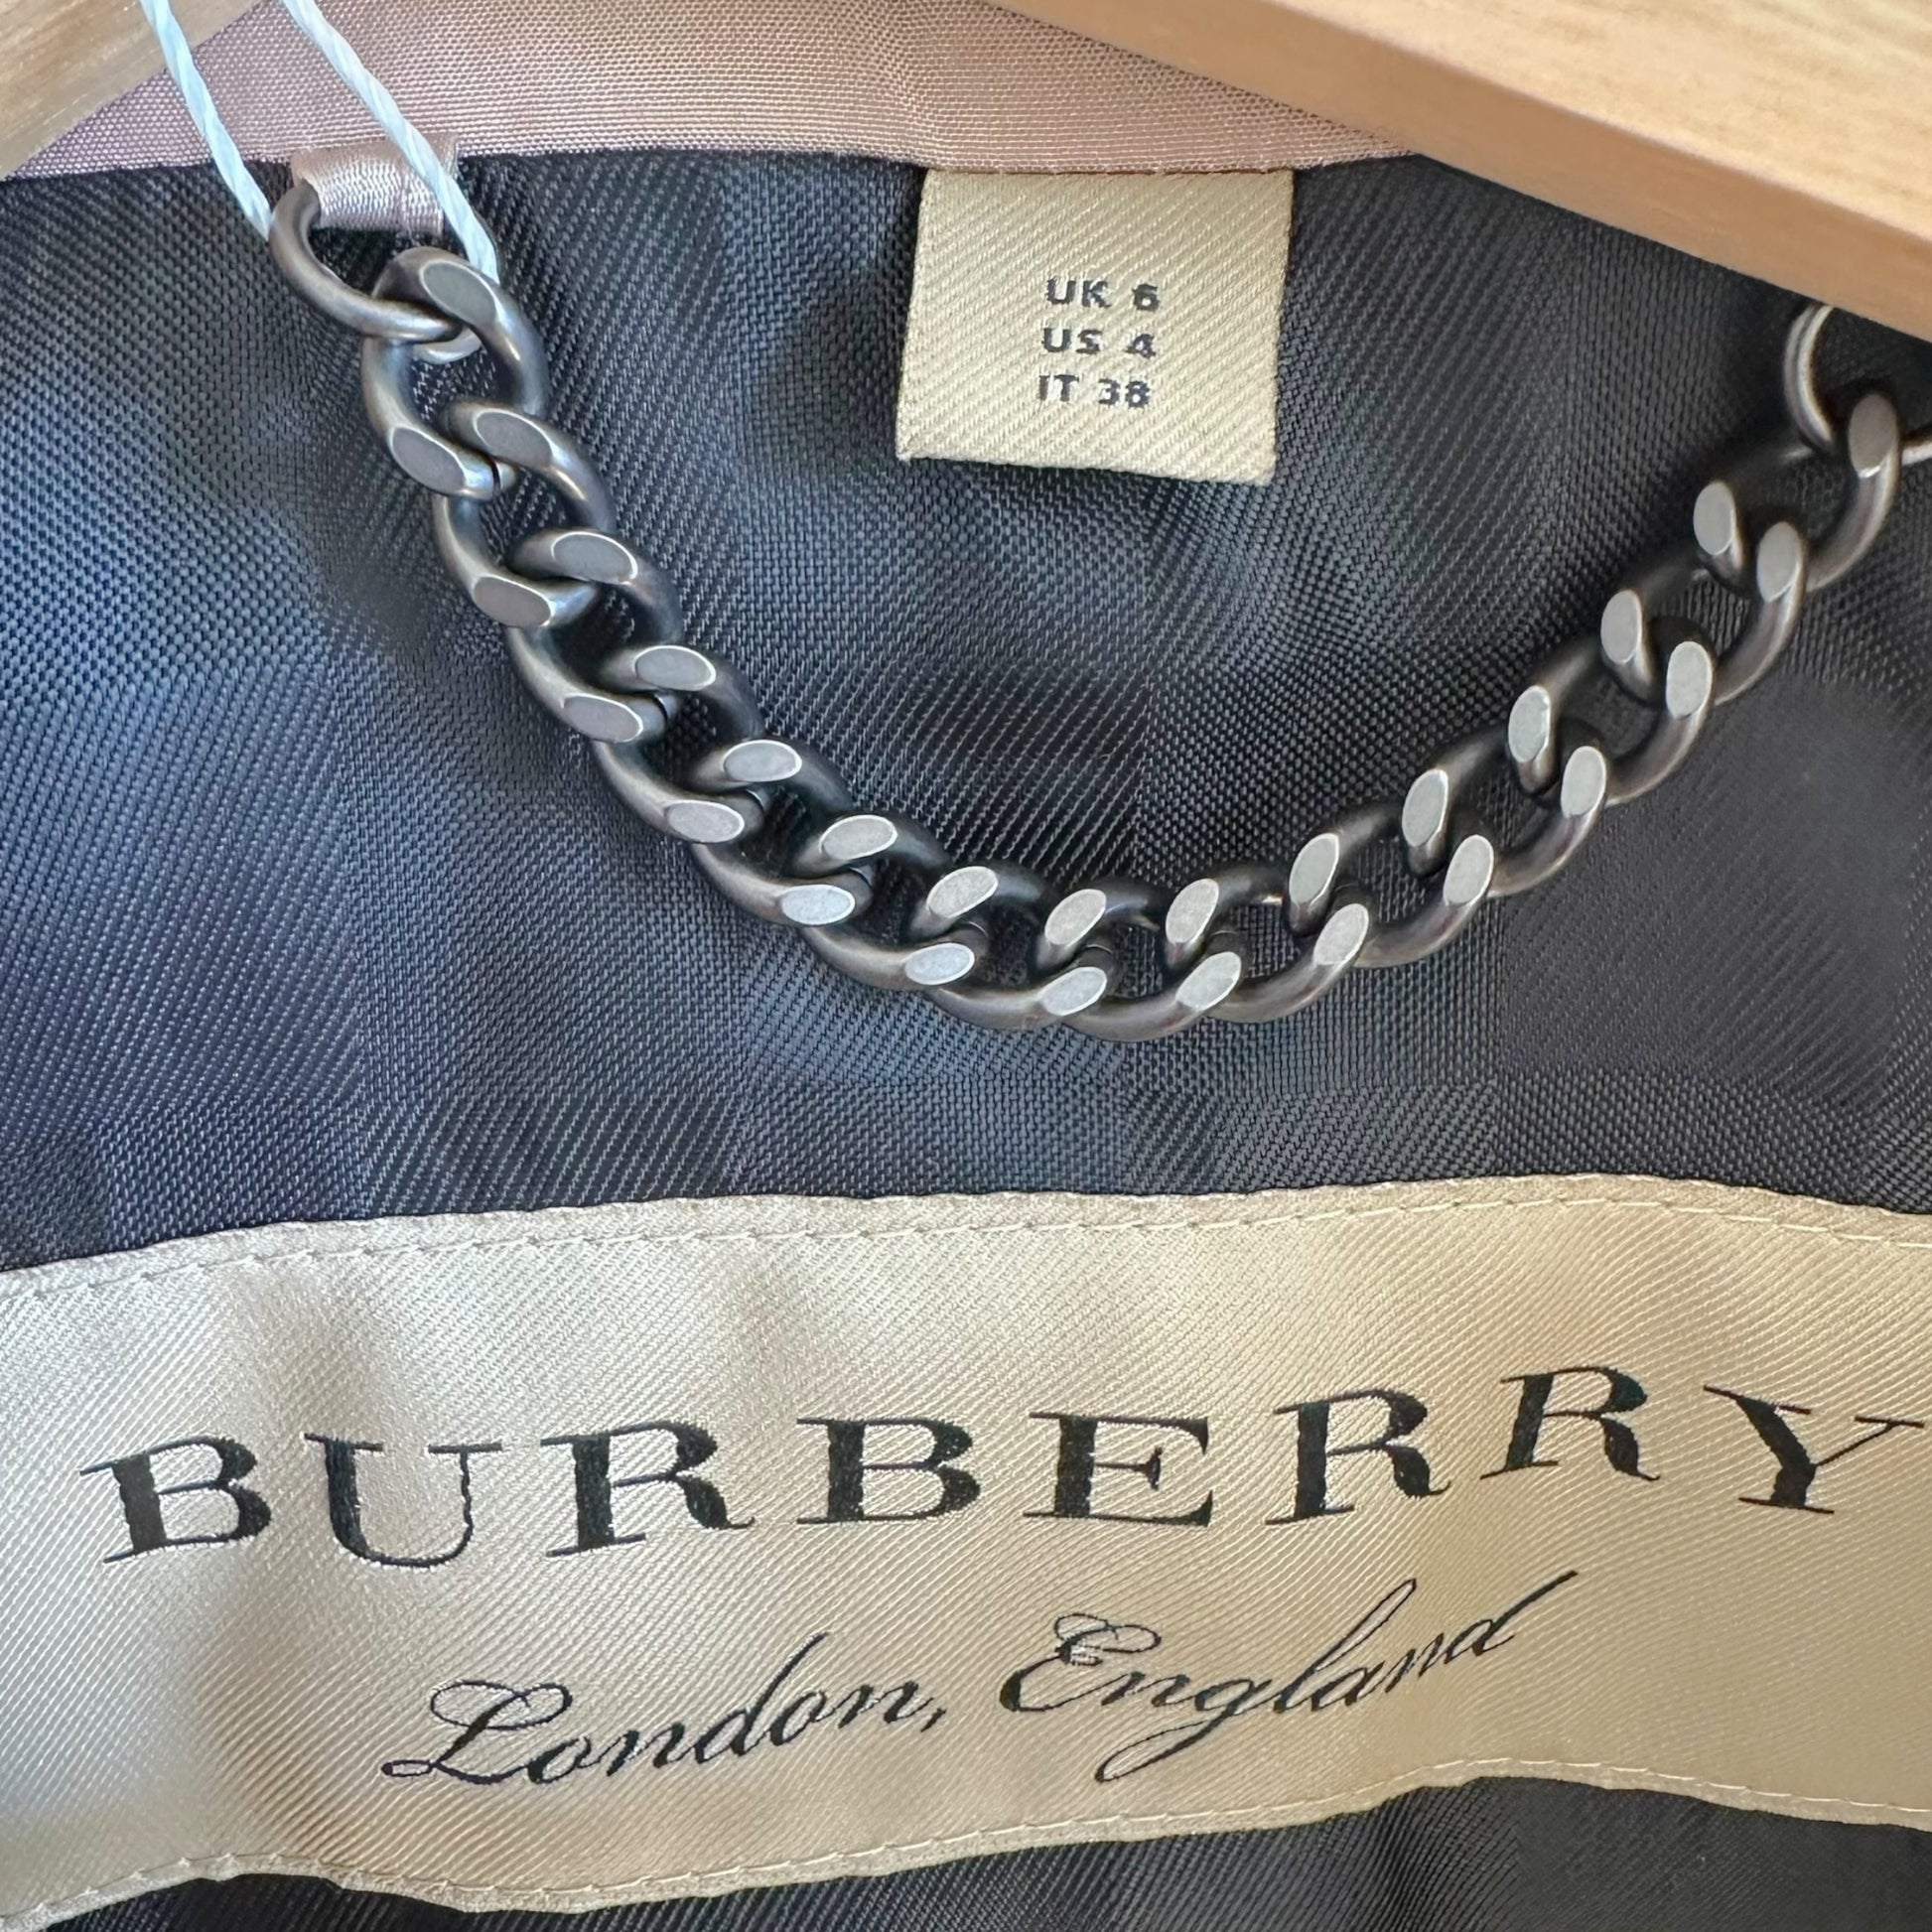 UK 6
US 4
IT 38
BURBERRY
London, England